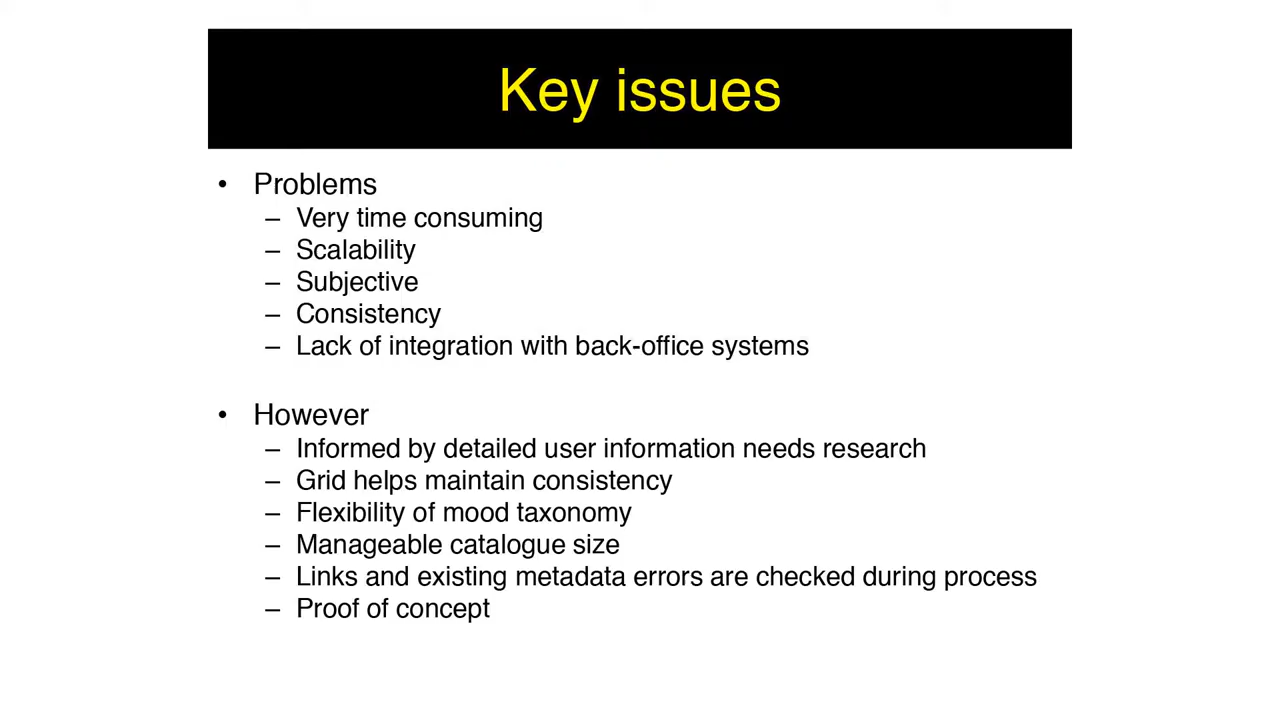 Key issues
• Problems
– Very time consuming
– Scalability
– Subjective
– Consistency
– Lack of integration with back-office systems
• However
– Informed by detailed user information needs research
– Grid helps maintain consistency
– Flexibility of mood taxonomy
– Manageable catalogue size
– Links and existing metadata errors are checked during process
– Proof of concept